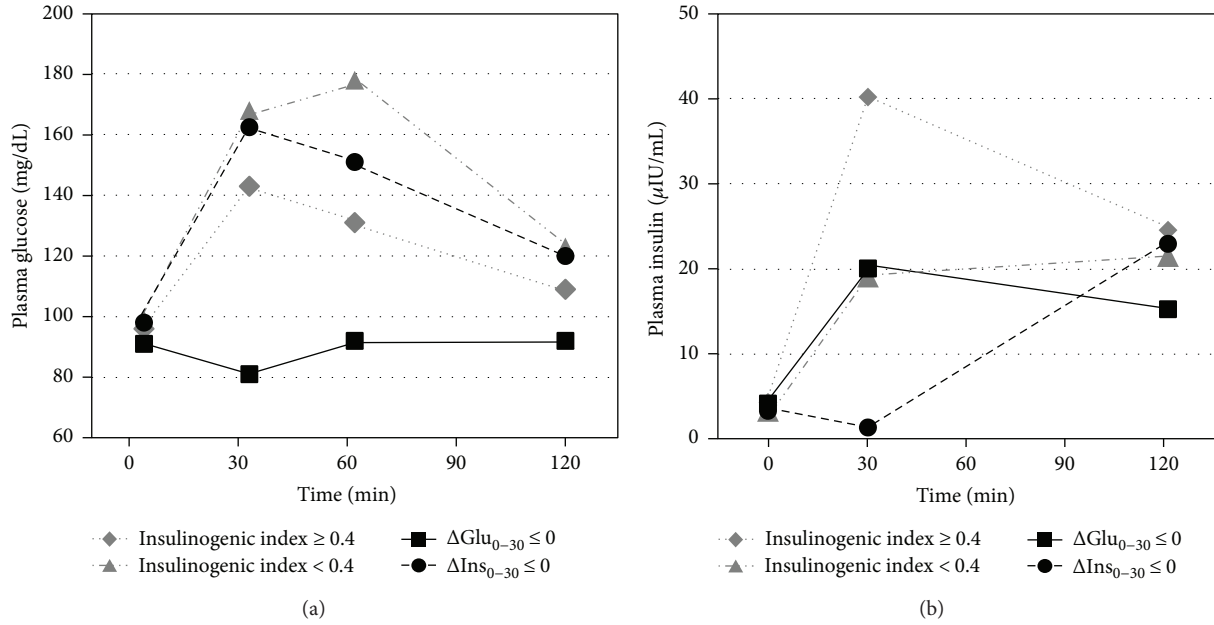 200
180
160
140
120
100
80
60
Plasma glucose (mg/dL)
0 30 60 90 120
Time (min)
Insulinogenic index ≥ 0.4
Insulinogenic index < 0.4
ΔGlu0–30 ≤ 0
ΔIns0–30 ≤ 0
(a)
50
40
30
20
10
0
Plasma insulin (μIU/mL)
0 30 60 90 120
Time (min)
Insulinogenic index ≥ 0.4
Insulinogenic index < 0.4
ΔGlu0–30 ≤ 0
ΔIns0–30 ≤ 0
(b)